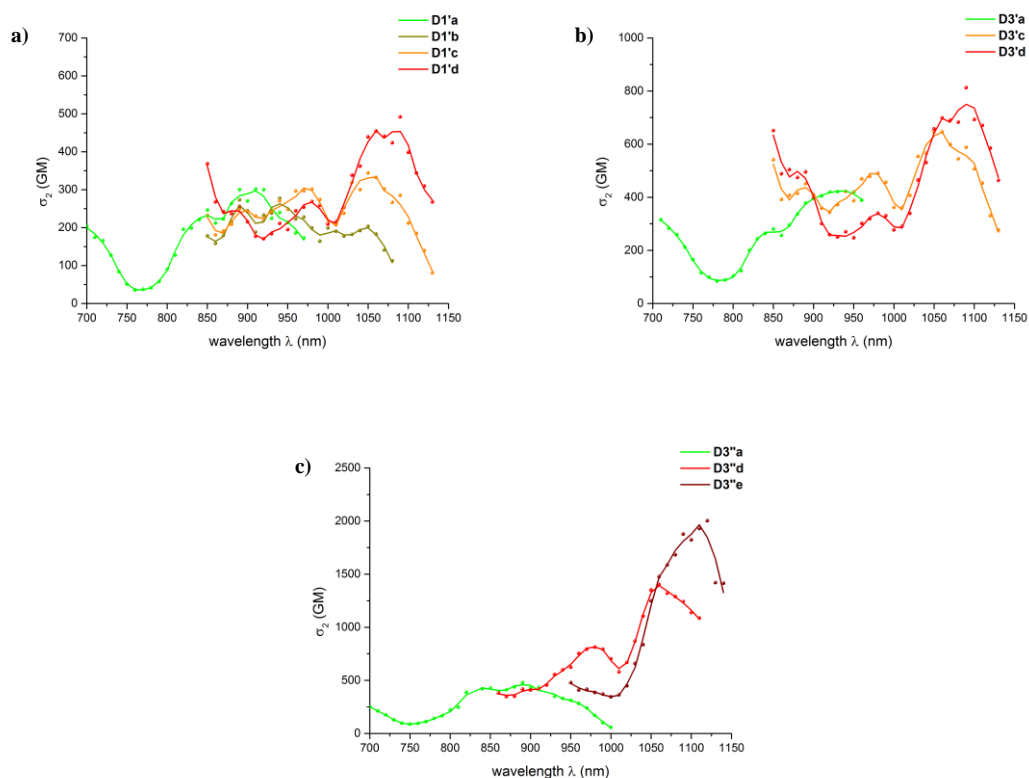 a)
D1'a
D1'b
D1'c
D1'd
700
600
500
400
300
200
100
0
σ2 (GM)
700 750 800 850 900 950 1000 1050 1100 1150
wavelength λ (nm)
b)
D3'a
D3'c
D3'd
1000
800
600
400
200
0
σ2 (GM)
700 750 800 850 900 950 1000 1050 1100 1150
wavelength λ (nm)
c)
D3"a
D3"d
D3"e
2500
2000
1500
1000
500
0
σ2 (GM)
700 750 800 850 900 950 1000 1050 1100 1150
wavelength λ (nm)